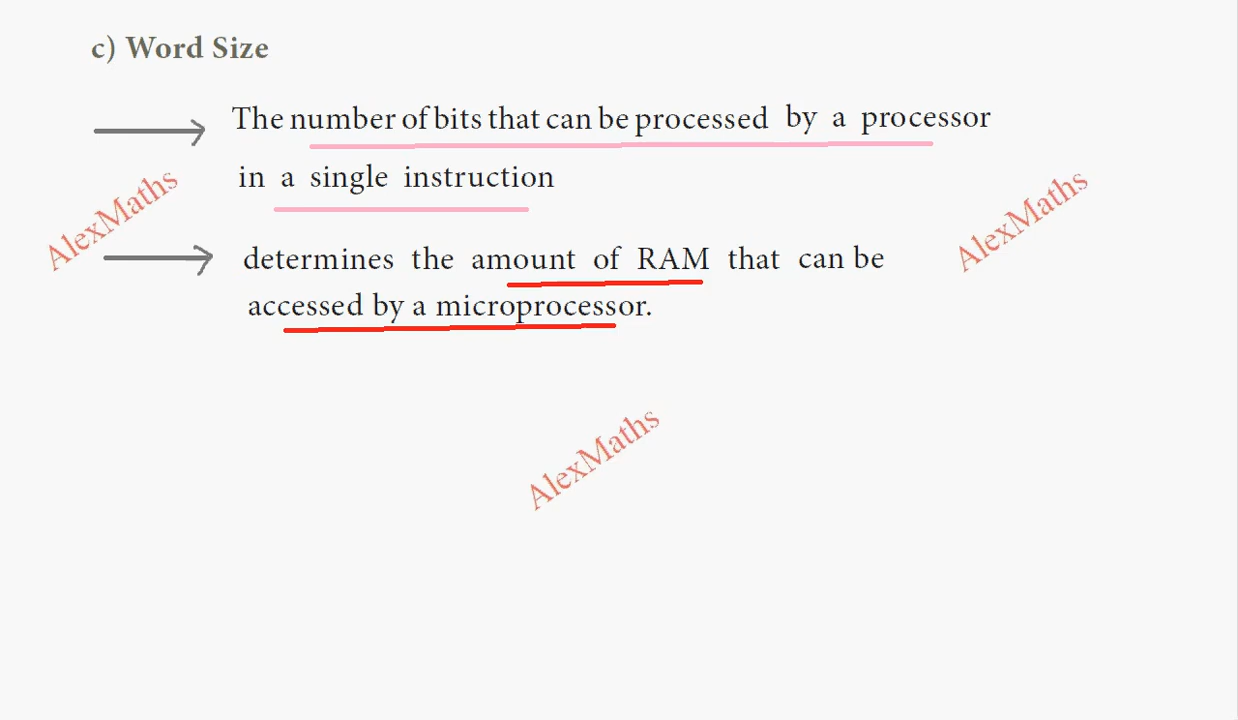 c) Word Size
The number of bits that can be processed by a processor
in a single instruction
AlexMaths
AlexMaths
determines the amount of RAM that can be
accessed by a microprocessor.
AlexMaths